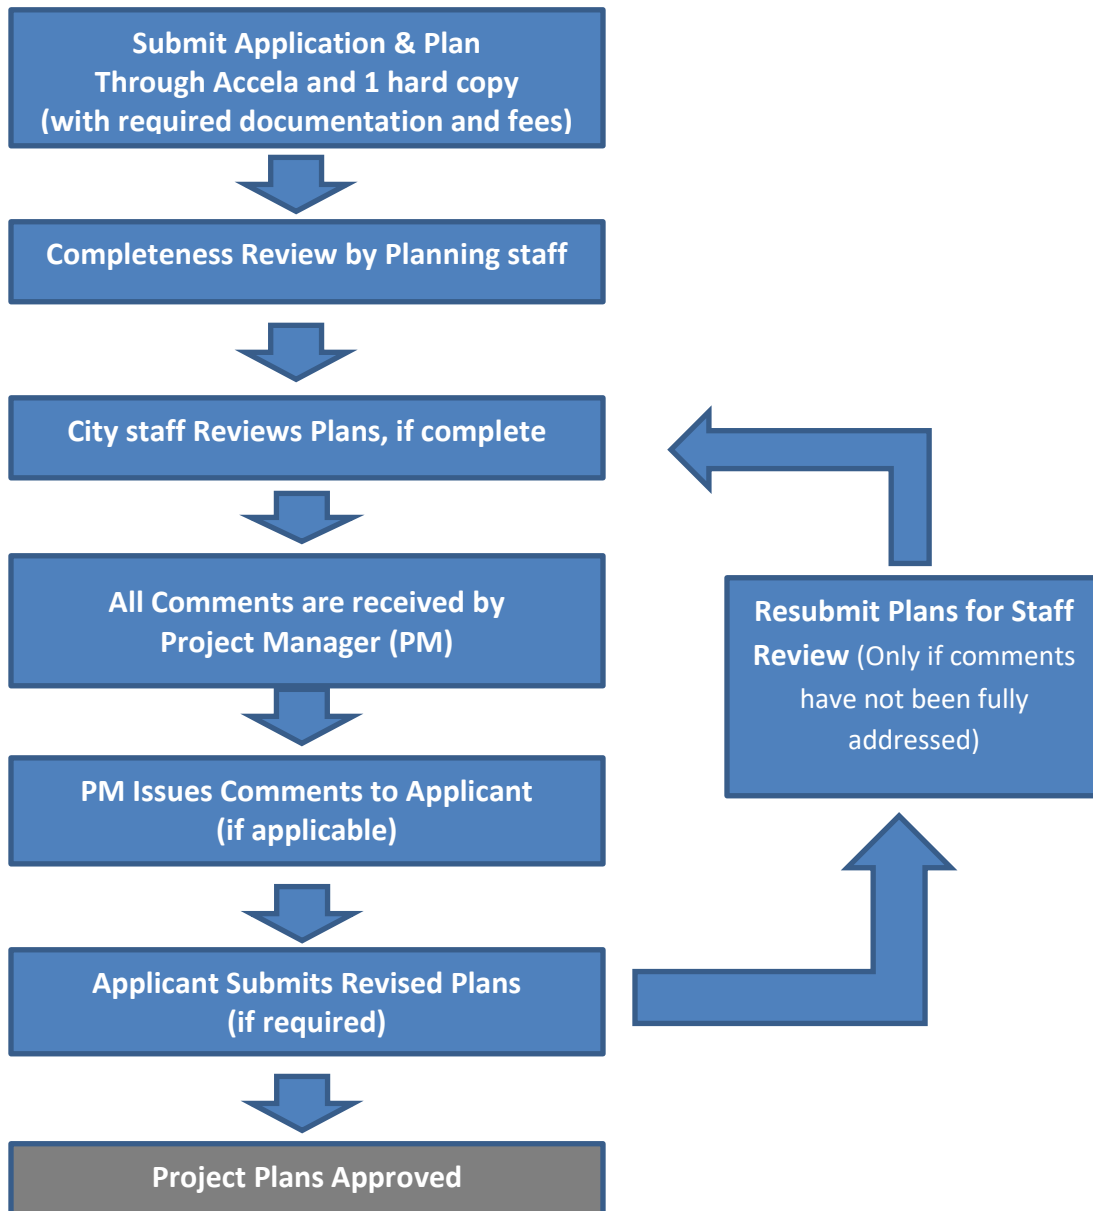 Submit Application & Plan
Through Accela and 1 hard copy
(with required documentation and fees)
Completeness Review by Planning staff
City staff Reviews Plans, if complete
All Comments are received by
Project Manager (PM)
Resubmit Plans for Staff
Review (Only if comments
have not been fully
addressed)
PM Issues Comments to Applicant
(if applicable)
Applicant Submits Revised Plans
(if required)
Project Plans Approved